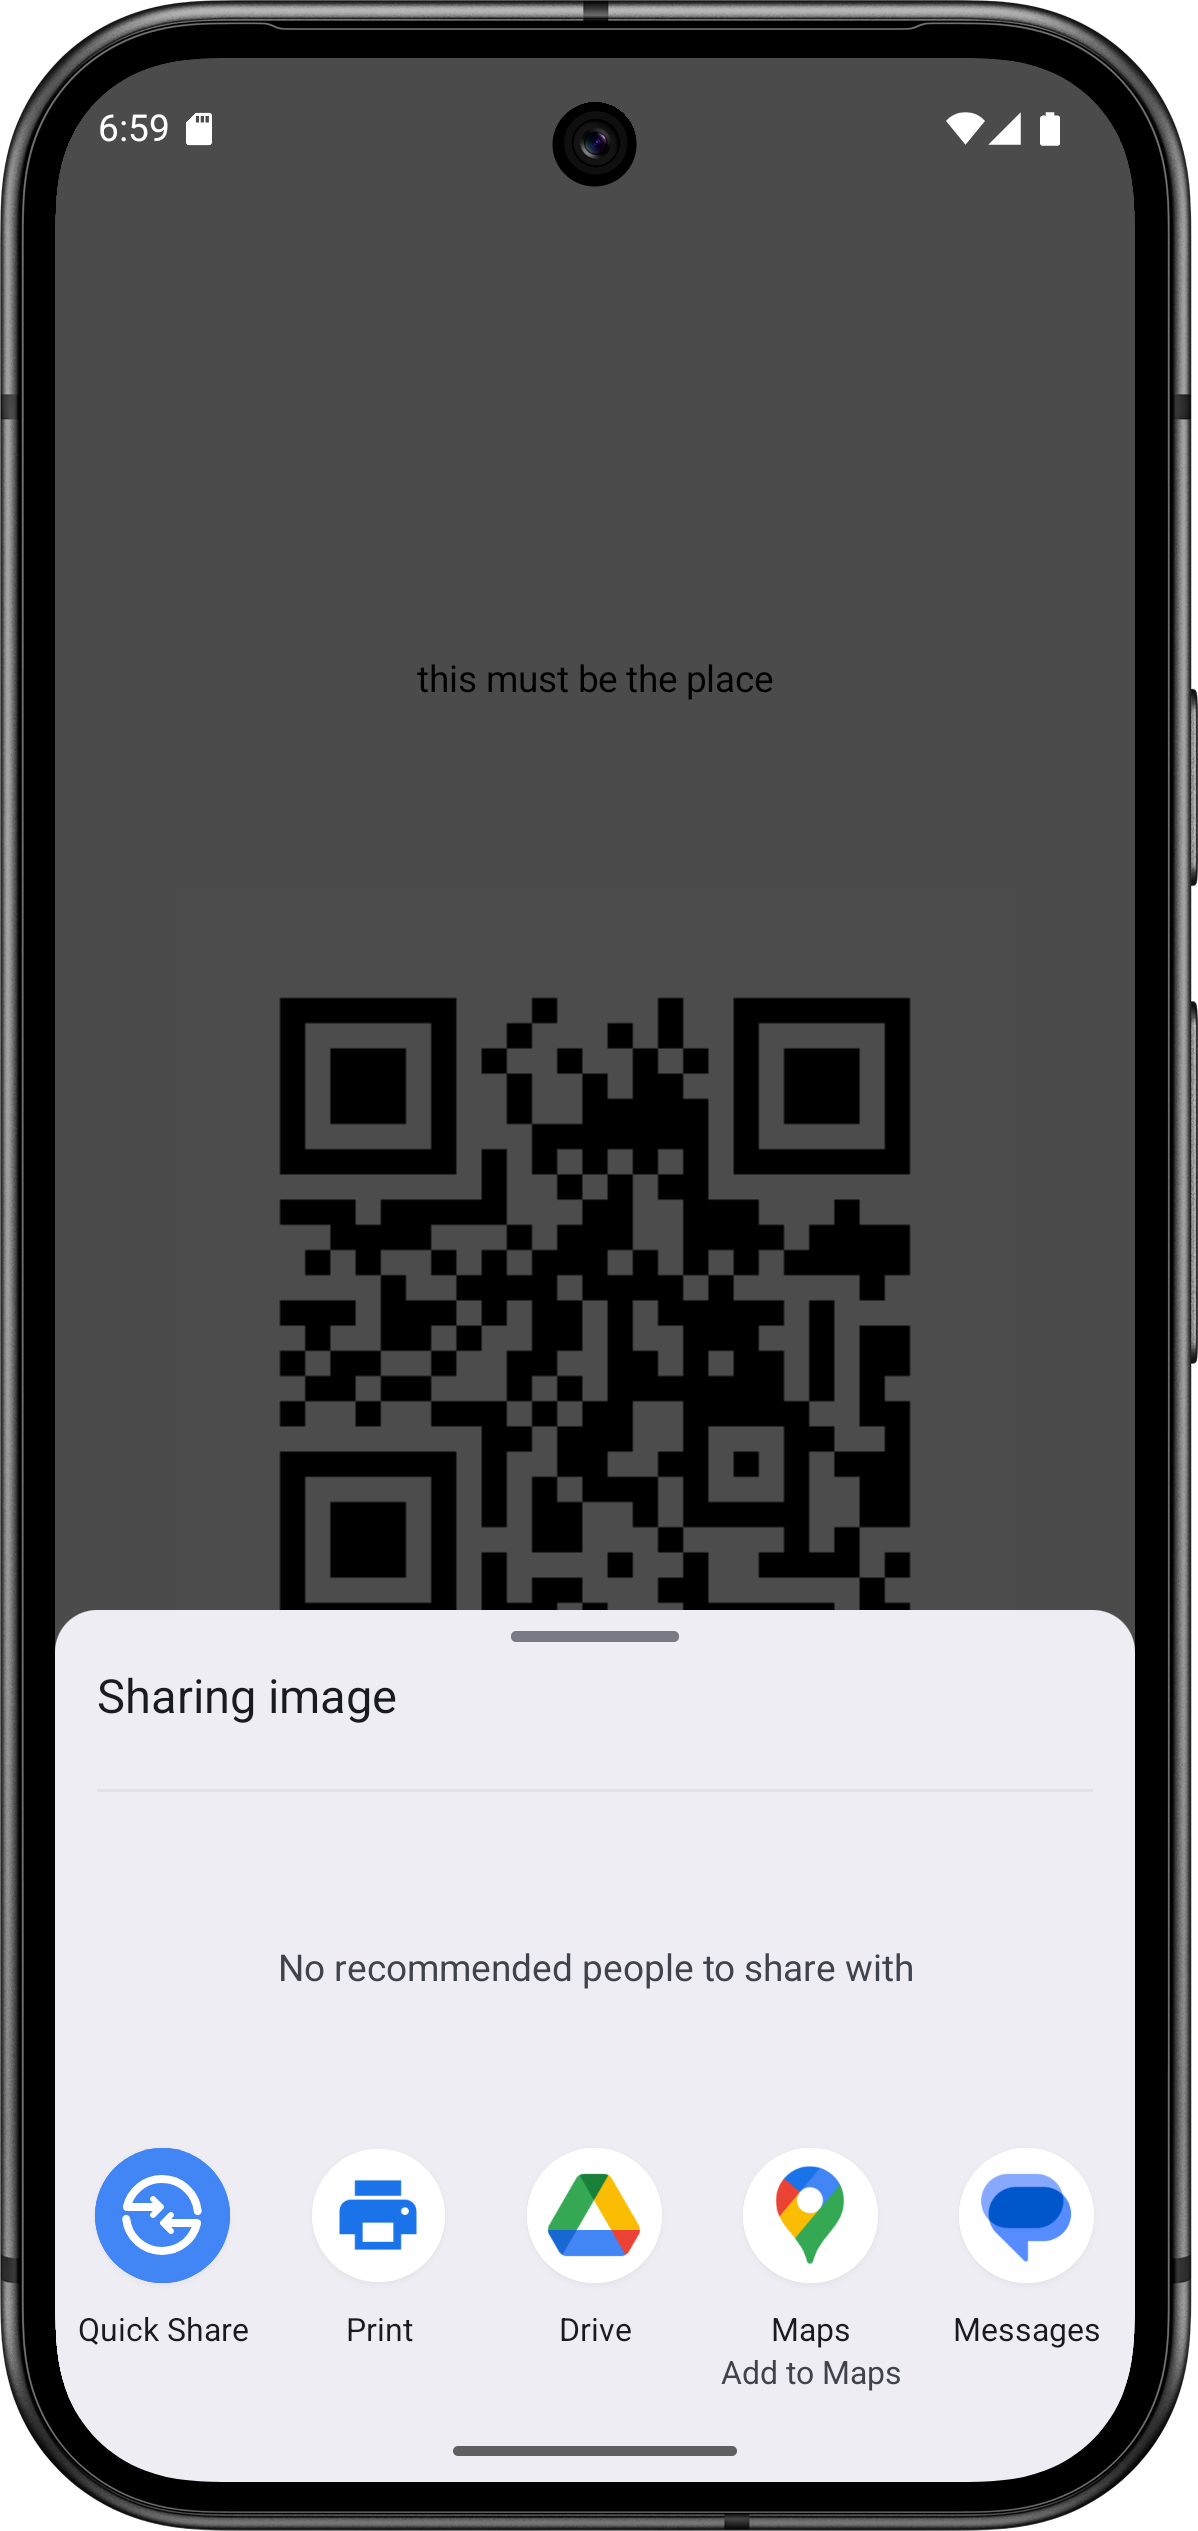 6:59
this must be the place
Sharing image
No recommended people to share with
Quick Share
Print
Drive
Maps
Messages
Add to Maps